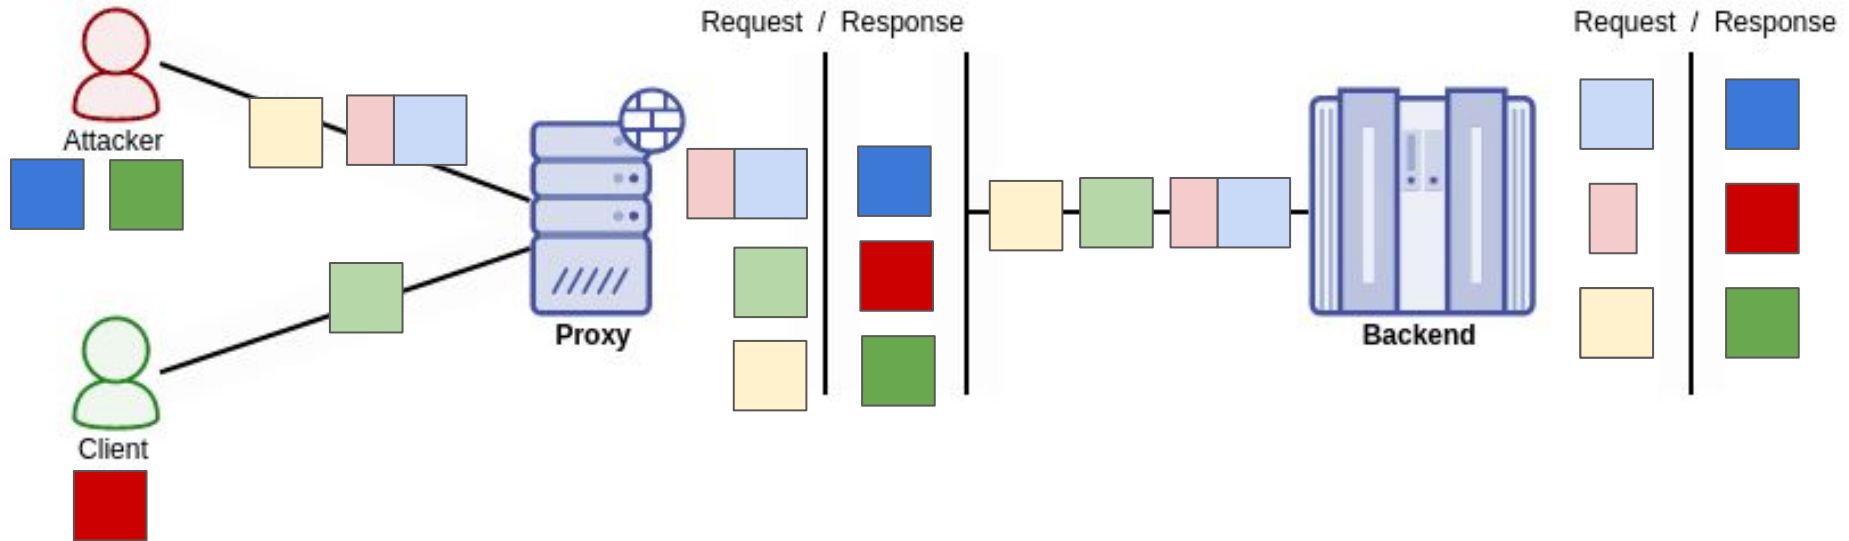 Request / Response
Request / Response
Attacker
Proxy
Backend
Client